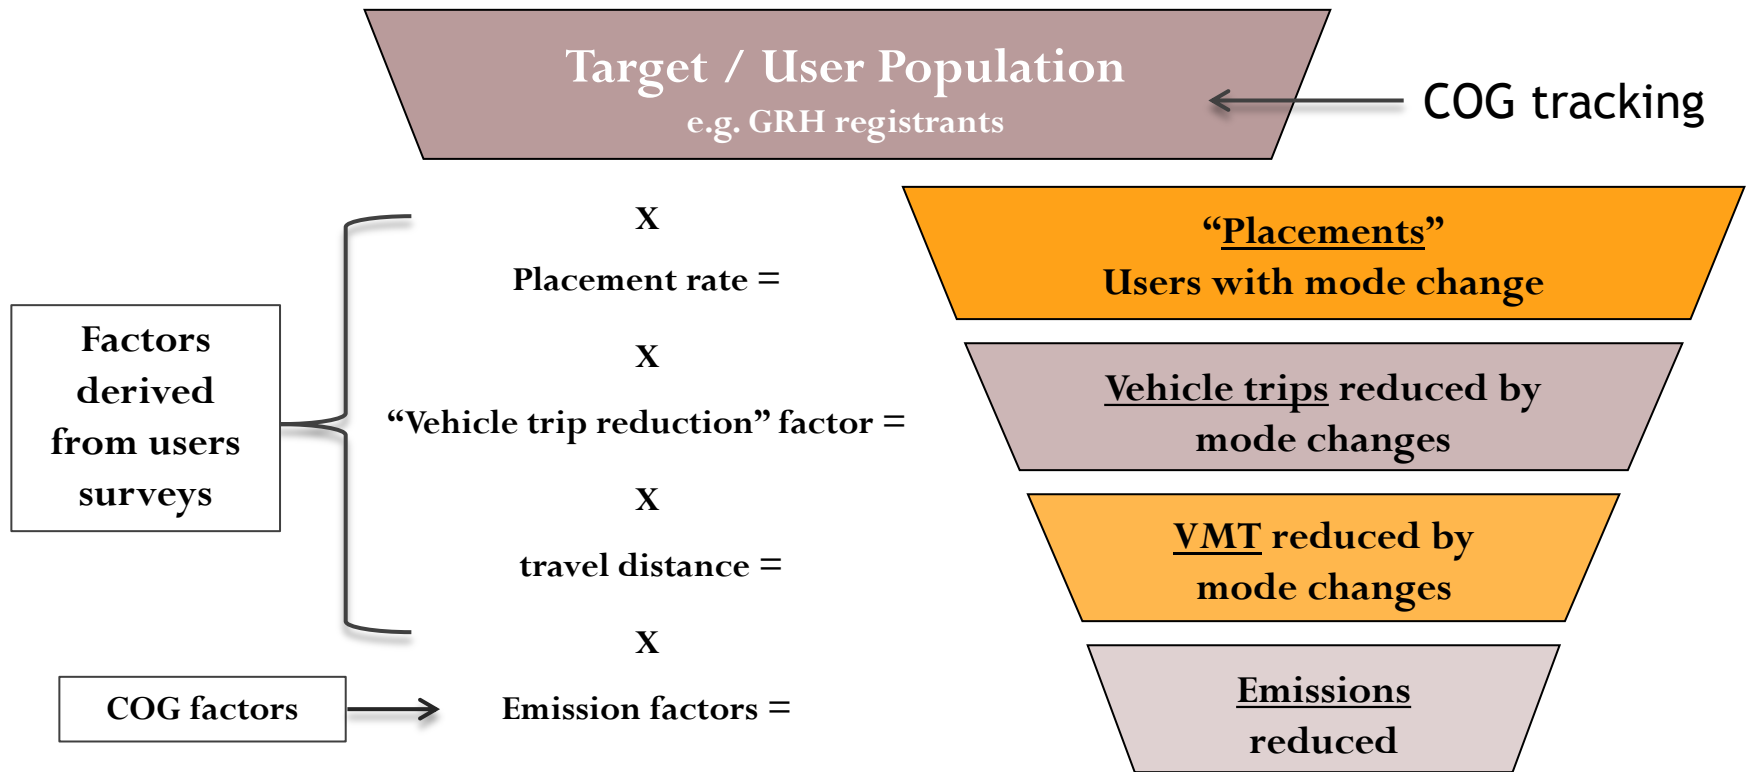 Target / User Population
e.g. GRH registrants
COG tracking
X
Placement rate =
“Placements”
Users with mode change
Factors
derived
from users
surveys
X
“Vehicle trip reduction” factor =
Vehicle trips reduced by
mode changes
X
travel distance =
VMT reduced by
mode changes
X
COG factors
Emission factors =
Emissions
reduced